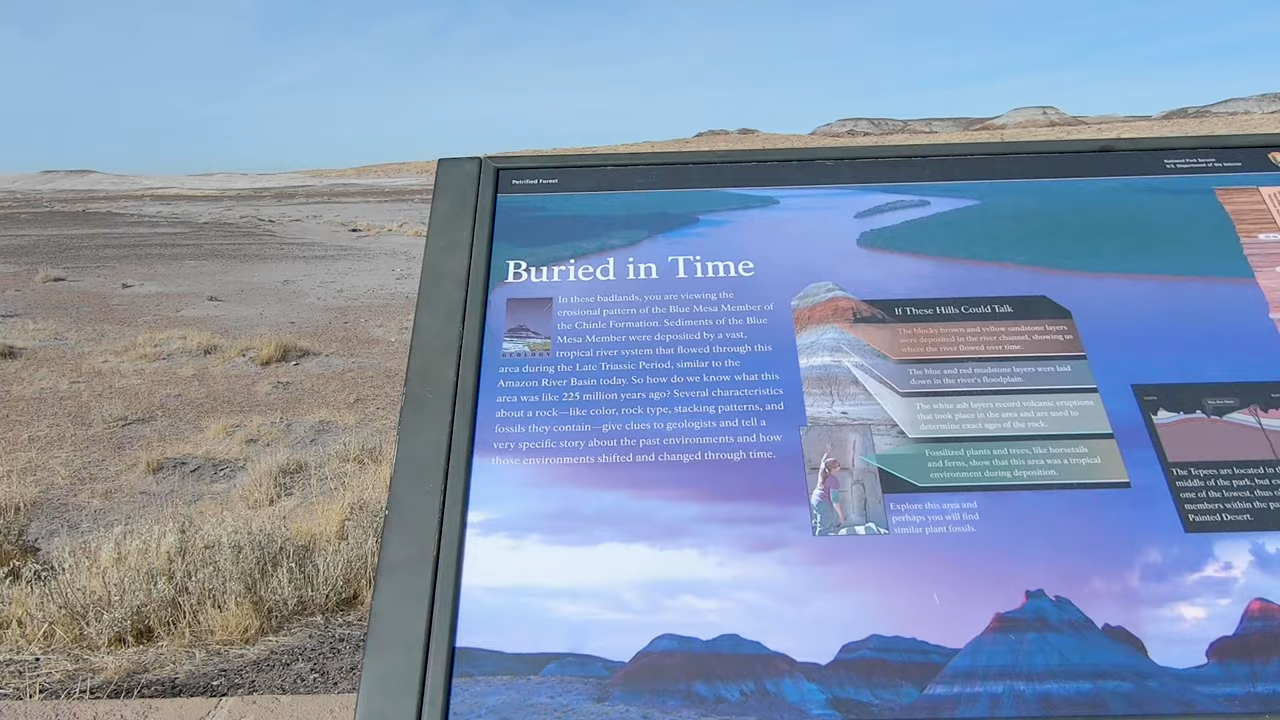 Petrified Forest
National Park Service
U.S. Department of the Interior
Buried in Time
In these badlands, you are viewing the
erosional pattern of the Blue Mesa Member of
the Chinle Formation. Sediments of the Blue
Mesa Member were deposited by a vast,
tropical river system that flowed through this
area during the Late Triassic Period, similar to the
Amazon River Basin today. So how do we know what this
area was like 225 million years ago? Several characteristics
about a rock—like color, rock type, stacking patterns, and
fossils they contain—give clues to geologists and tell a
very specific story about the past environments and how
those environments shifted and changed through time.
GEOLOGY
If These Hills Could Talk
The blocky brown and yellow sandstone layers
were deposited in the river channel, showing us
where the river flowed over time.
The blue and red mudstone layers were laid
down in the river's floodplain.
The white ash layers record volcanic eruptions
that took place in the area and are used to
determine exact ages of the rock.
Fossilized plants and trees, like horsetails
and ferns, show that this area was a tropical
environment during deposition.
Explore this area and
perhaps you will find
similar plant fossils.
You Are Here
The Tepees are located in
middle of the park, but
one of the lowest, thus
members within the
Painted Desert.